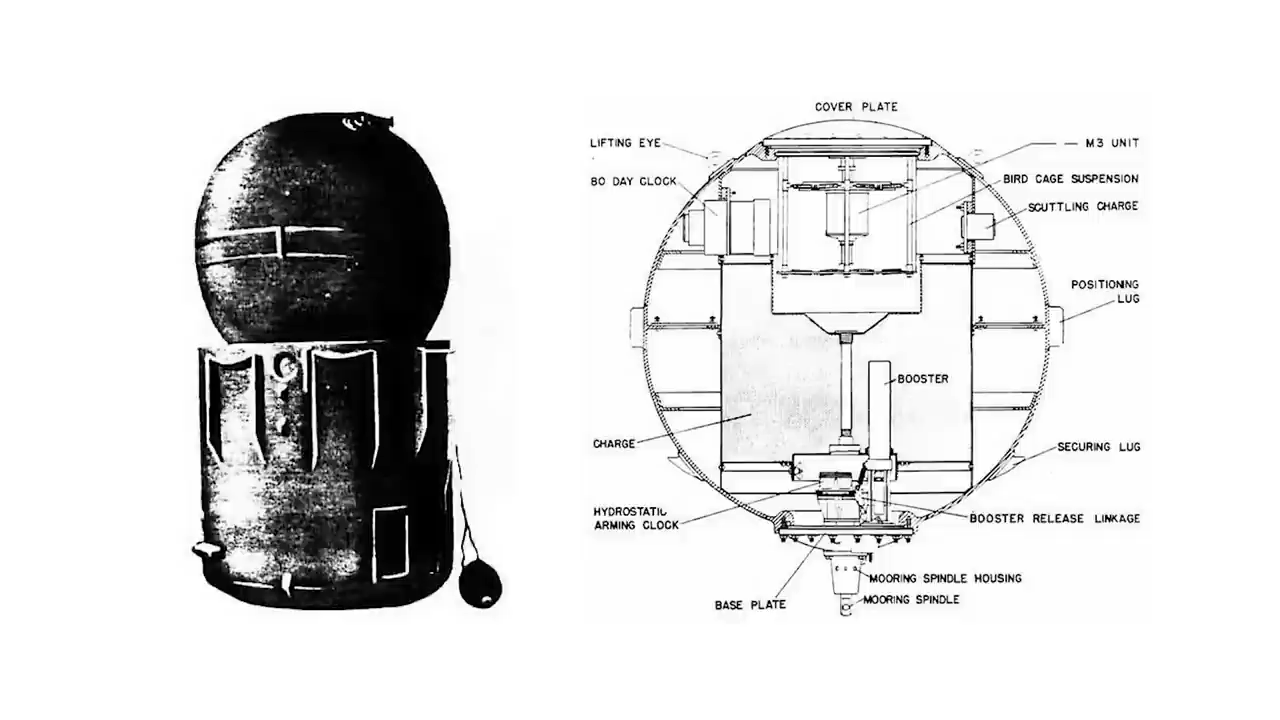 COVER PLATE
LIFTING EYE
M3 UNIT
80 DAY CLOCK
BIRD CAGE SUSPENSION
SCUTTLING CHARGE
POSITIONING
LUG
BOOSTER
CHARGE
SECURING LUG
HYDROSTATIC
ARMING CLOCK
BOOSTER RELEASE LINKAGE
MOORING SPINDLE HOUSING
MOORING SPINDLE
BASE PLATE